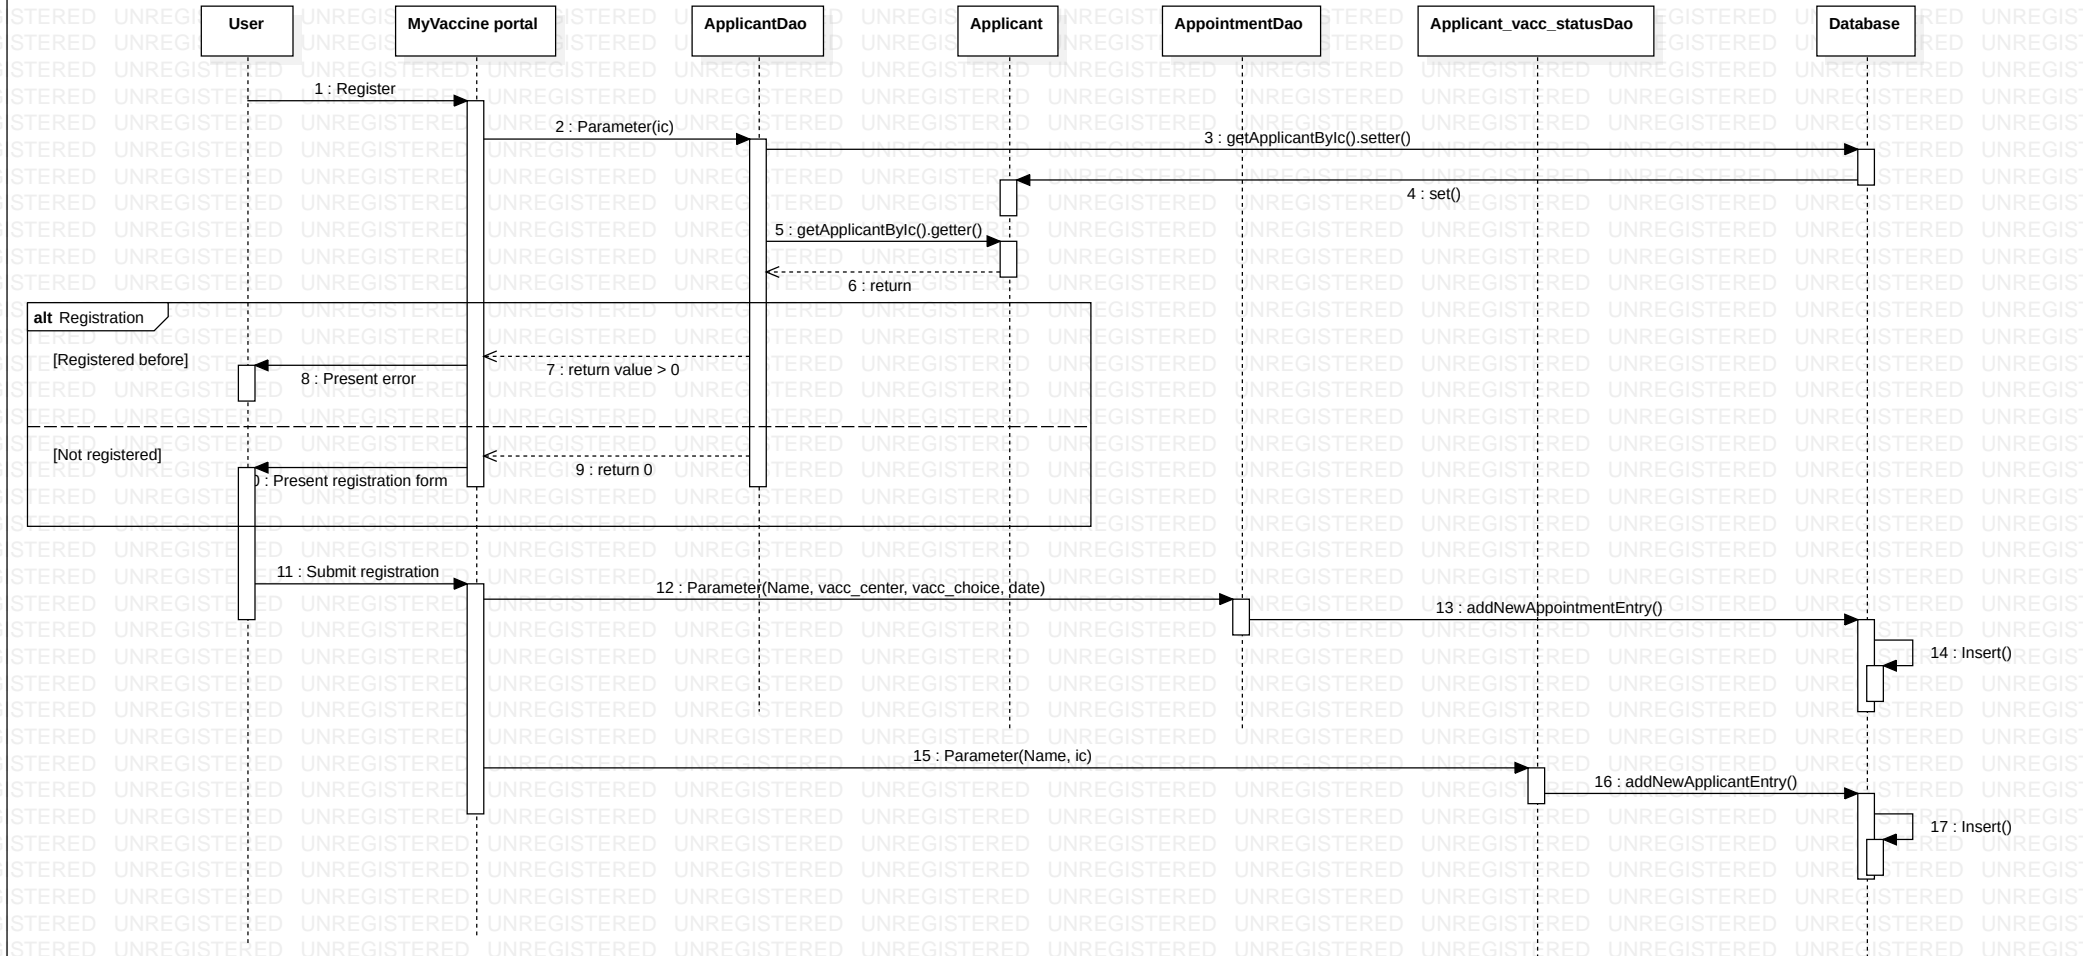 User
MyVaccine portal
ApplicantDao
Applicant
AppointmentDao
Applicant_vacc_statusDao
Database
1 : Register
2 : Parameter(ic)
3 : getApplicantByIc().setter()
4 : set()
5 : getApplicantByIc().getter()
6 : return
alt Registration
[Registered before]
7 : return value > 0
8 : Present error
[Not registered]
9 : return 0
0 : Present registration form
11 : Submit registration
12 : Parameter(Name, vacc_center, vacc_choice, date)
13 : addNewAppointmentEntry()
14 : Insert()
15 : Parameter(Name, ic)
16 : addNewApplicantEntry()
17 : Insert()
UNREGISTERED